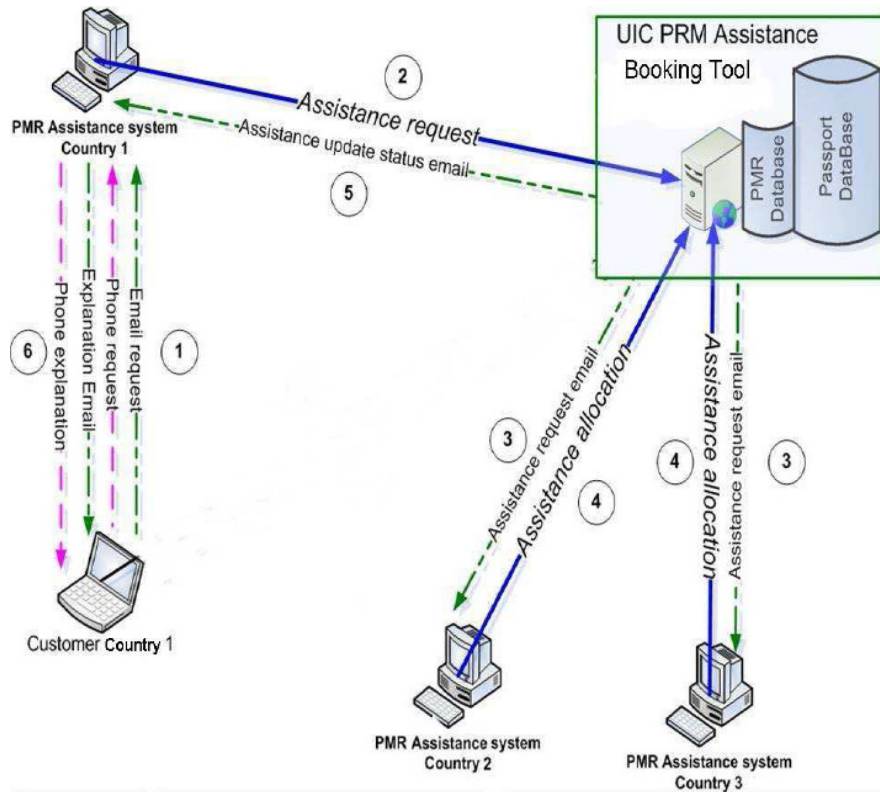 UIC PRM Assistance
Booking Tool
PMR
Database
Passport
DataBase
PMR Assistance system
Country 1
2
Assistance request
Assistance update status email
5
6
Phone explanation
Explanation Email
Phone request
Email request
1
Customer Country 1
3
Assistance request email
Assistance allocation
4
4
Assistance allocation
Assistance request email
3
PMR Assistance system
Country 2
PMR Assistance system
Country 3